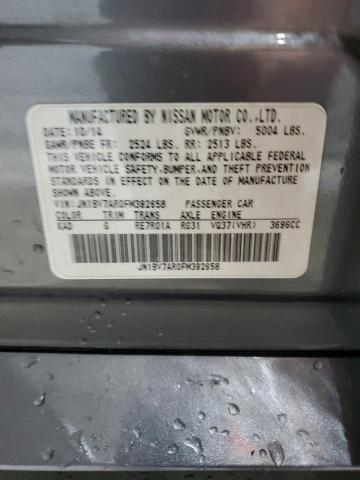 MANUFACTURED BY NISSAN MOTOR CO.,LTD.
DATE: 10/14 GVWR/PNBV: 5004 LBS.
GAWR/PNBE FR: 2524 LBS. RR: 2513 LBS.
THIS VEHICLE CONFORMS TO ALL APPLICABLE FEDERAL
MOTOR VEHICLE SAFETY, BUMPER, AND THEFT PREVENTION
STANDARDS IN EFFECT ON THE DATE OF MANUFACTURE
SHOWN ABOVE.
VIN: JN1BV7AR0FM392658 PASSENGER CAR
COLOR TRIM TRANS AXLE ENGINE
KAD G RE7R01A R031 VQ37(VHR) 3696CC
JN1BV7AR0FM392658